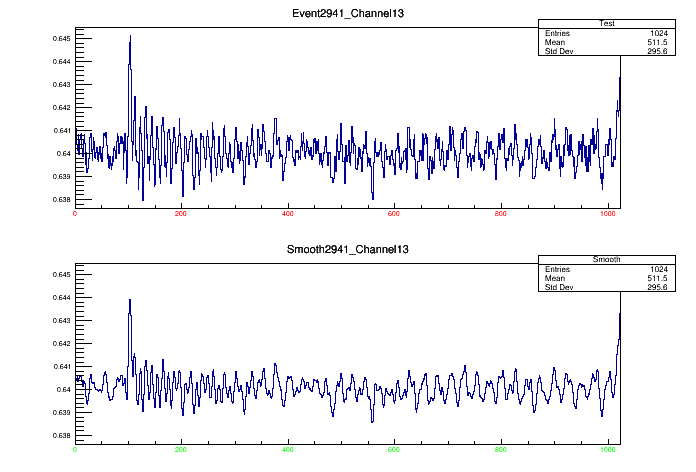 Event2941_Channel13
Test
Entries 1024
Mean 511.5
Std Dev 295.6
0.645
0.644
0.643
0.642
0.641
0.64
0.639
0.638
0 200 400 600 800 1000
Smooth2941_Channel13
Smooth
Entries 1024
Mean 511.5
Std Dev 295.6
0.645
0.644
0.643
0.642
0.641
0.64
0.639
0.638
0 200 400 600 800 1000